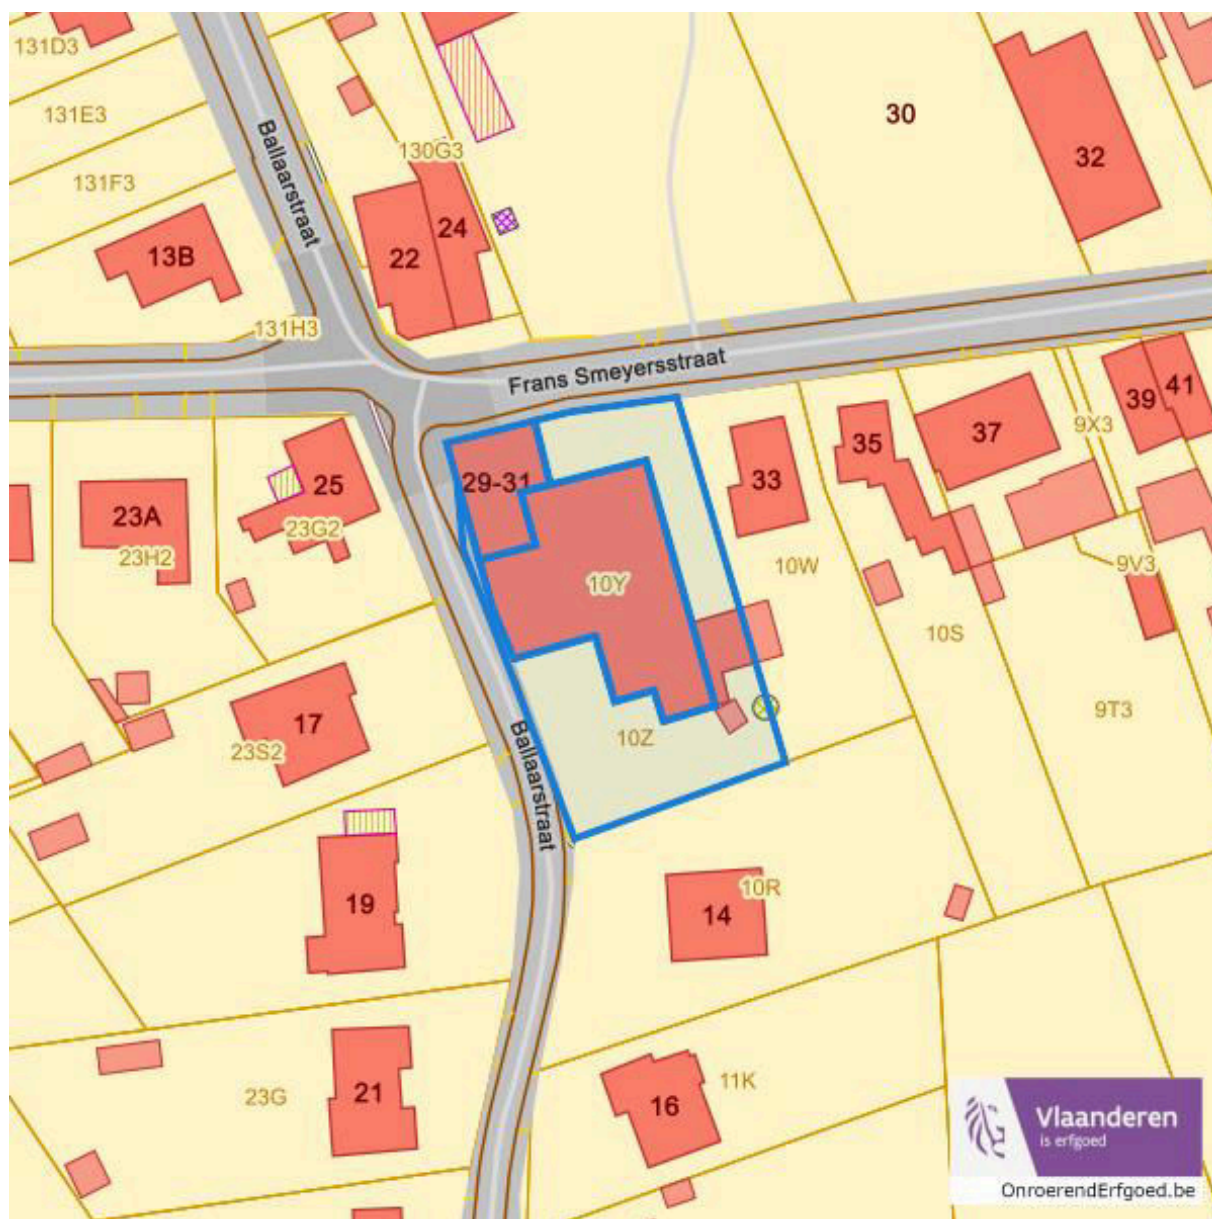 131D3
131E3
131F3
Ballaarstraat
130G3
30
32
24
22
13B
131H3
Frans Smeyersstraat
39
41
9X3
37
35
33
29-31
25
23G2
23A
23H2
10Y
10W
9V3
10S
9T3
17
23S2
10Z
Ballaarstraat
19
14
10R
21
23G
16
11K
Vlaanderen
is erfgoed
OnroerendErfgoed.be